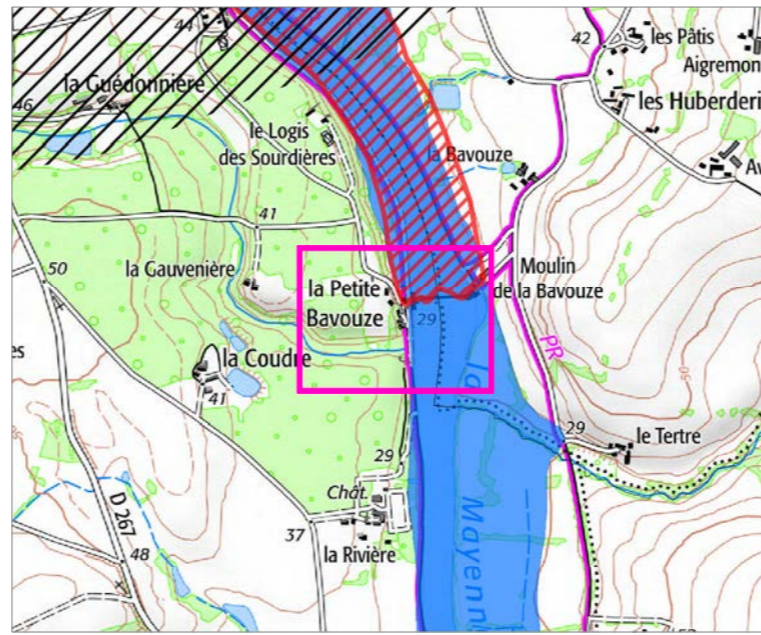 44
42
les Pâtis
Aigremon
la Guédonnière
46
les Huberderi
le Logis
des Sourdières
la Bavouze
Av
41
50
la Gauvenière
la Petite
Bavouze
29
Moulin
de la Bavouze
es
la Coudre
41
la
PR
50
29
le Tertre
29
D 267
Chât.
37
la Rivière
48
Mayenn